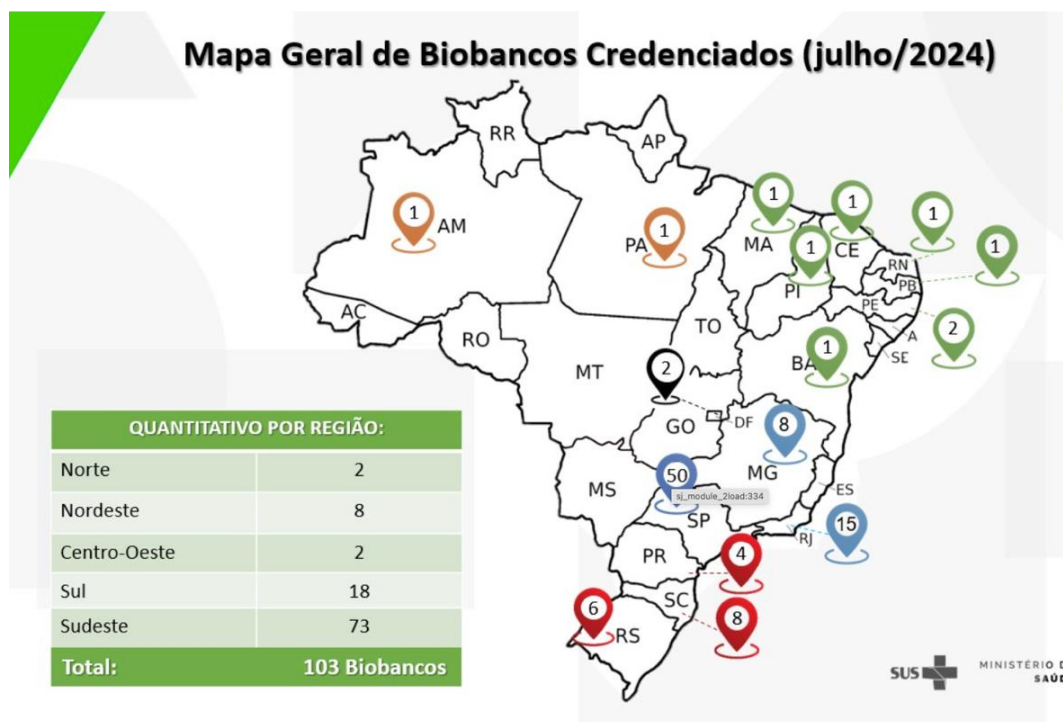 Mapa Geral de Biobancos Credenciados (julho/2024)
RR
AP
1
AM
1
PA
1
MA
1
CE
1
RN
1
PB
1
PI
PE
2
A
SE
AC
RO
TO
MT
1
BA
2
DF
GO
8
MG
ES
50
sj_module_2load:334
MS
SP
15
RJ
4
PR
8
SC
6
RS
QUANTITATIVO POR REGIÃO:
Norte 2
Nordeste 8
Centro-Oeste 2
Sul 18
Sudeste 73
Total: 103 Biobancos
SUS
MINISTÉRIO D
SAÚD